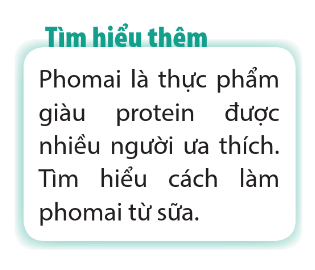 Tìm hiểu thêm
Phomai là thực phẩm
giàu protein được
nhiều người ưa thích.
Tìm hiểu cách làm
phomai từ sữa.